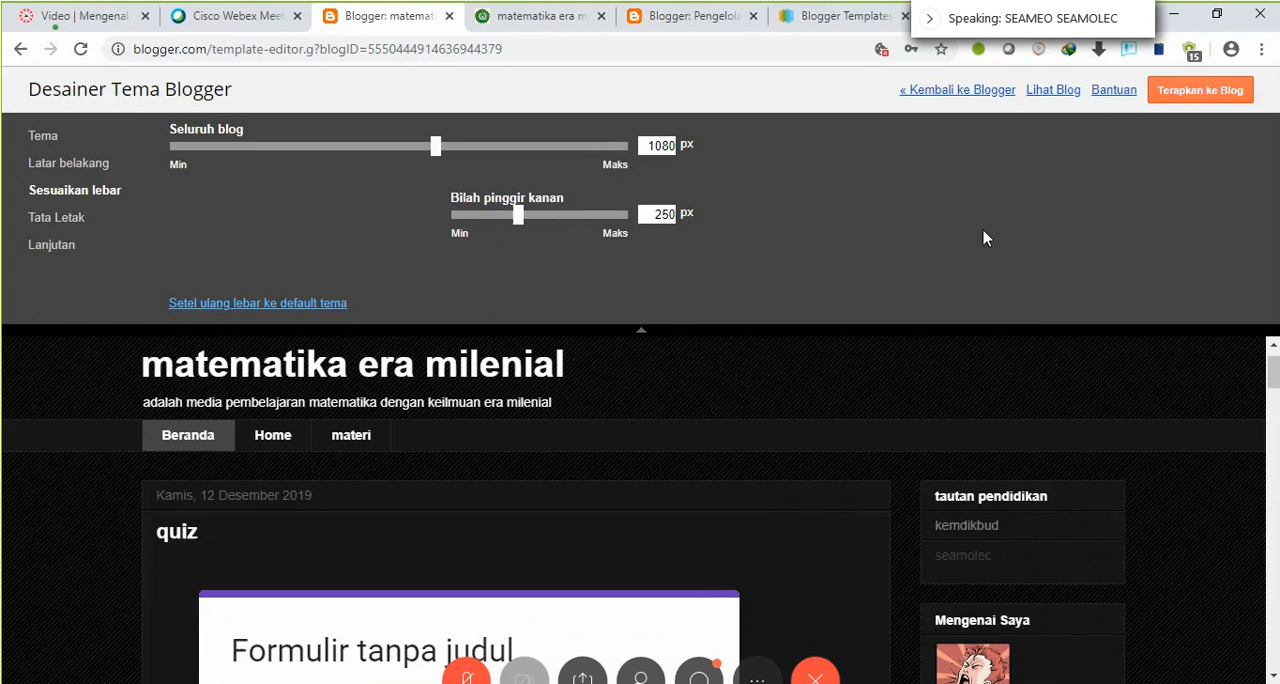 Video | Mengenal
Cisco Webex Meet
Blogger: matemati
matematika era m
Blogger: Pengelola
Blogger Templates
Speaking: SEAMEO SEAMOLEC
blogger.com/template-editor.g?blogID=5550444914636944379
15
Desainer Tema Blogger
« Kembali ke Blogger
Lihat Blog
Bantuan
Terapkan ke Blog
Tema
Latar belakang
Sesuaikan lebar
Tata Letak
Lanjutan
Seluruh blog
1080 px
Min
Maks
Bilah pinggir kanan
250 px
Min
Maks
Setel ulang lebar ke default tema
matematika era milenial
adalah media pembelajaran matematika dengan keilmuan era milenial
Beranda
Home
materi
Kamis, 12 Desember 2019
quiz
Formulir tanpa judul
tautan pendidikan
kemdikbud
seamolec
Mengenai Saya